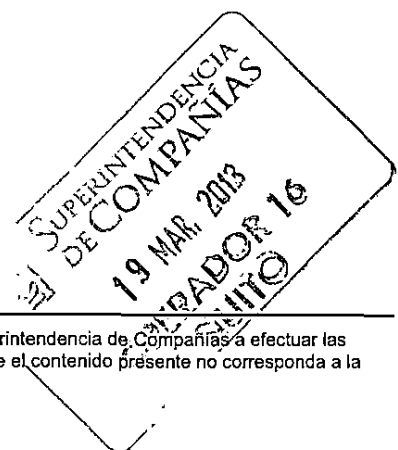 SUPERINTENDENCIA
DE COMPAÑÍAS
19 MAR. 2013
OPERADOR 16
QUITO
rintendencia de Compañías a efectuar las
e el contenido presente no corresponda a la